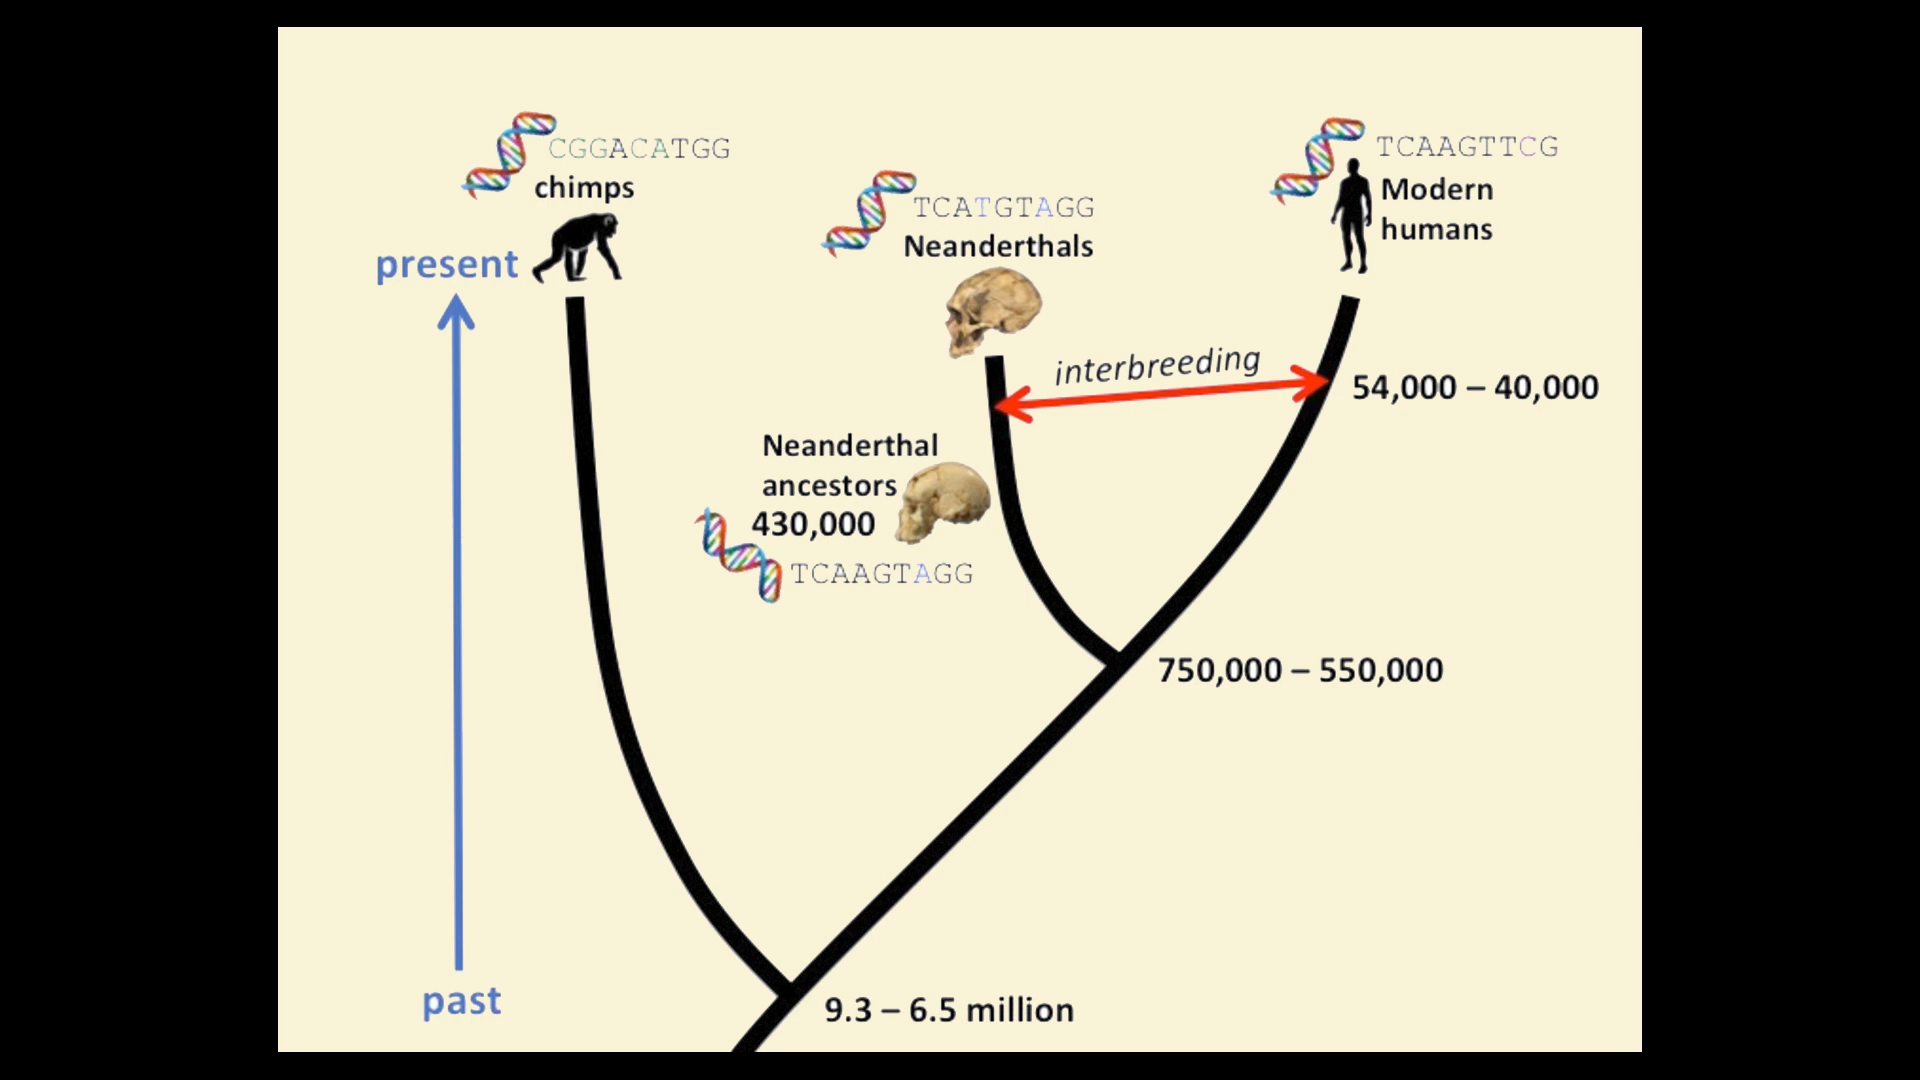 CGGACATGG
chimps
TCAAGTTCG
Modern
humans
TCATGTAGG
Neanderthals
present
interbreeding
54,000 – 40,000
Neanderthal
ancestors
430,000
TCAAGTAGG
750,000 – 550,000
past
9.3 – 6.5 million